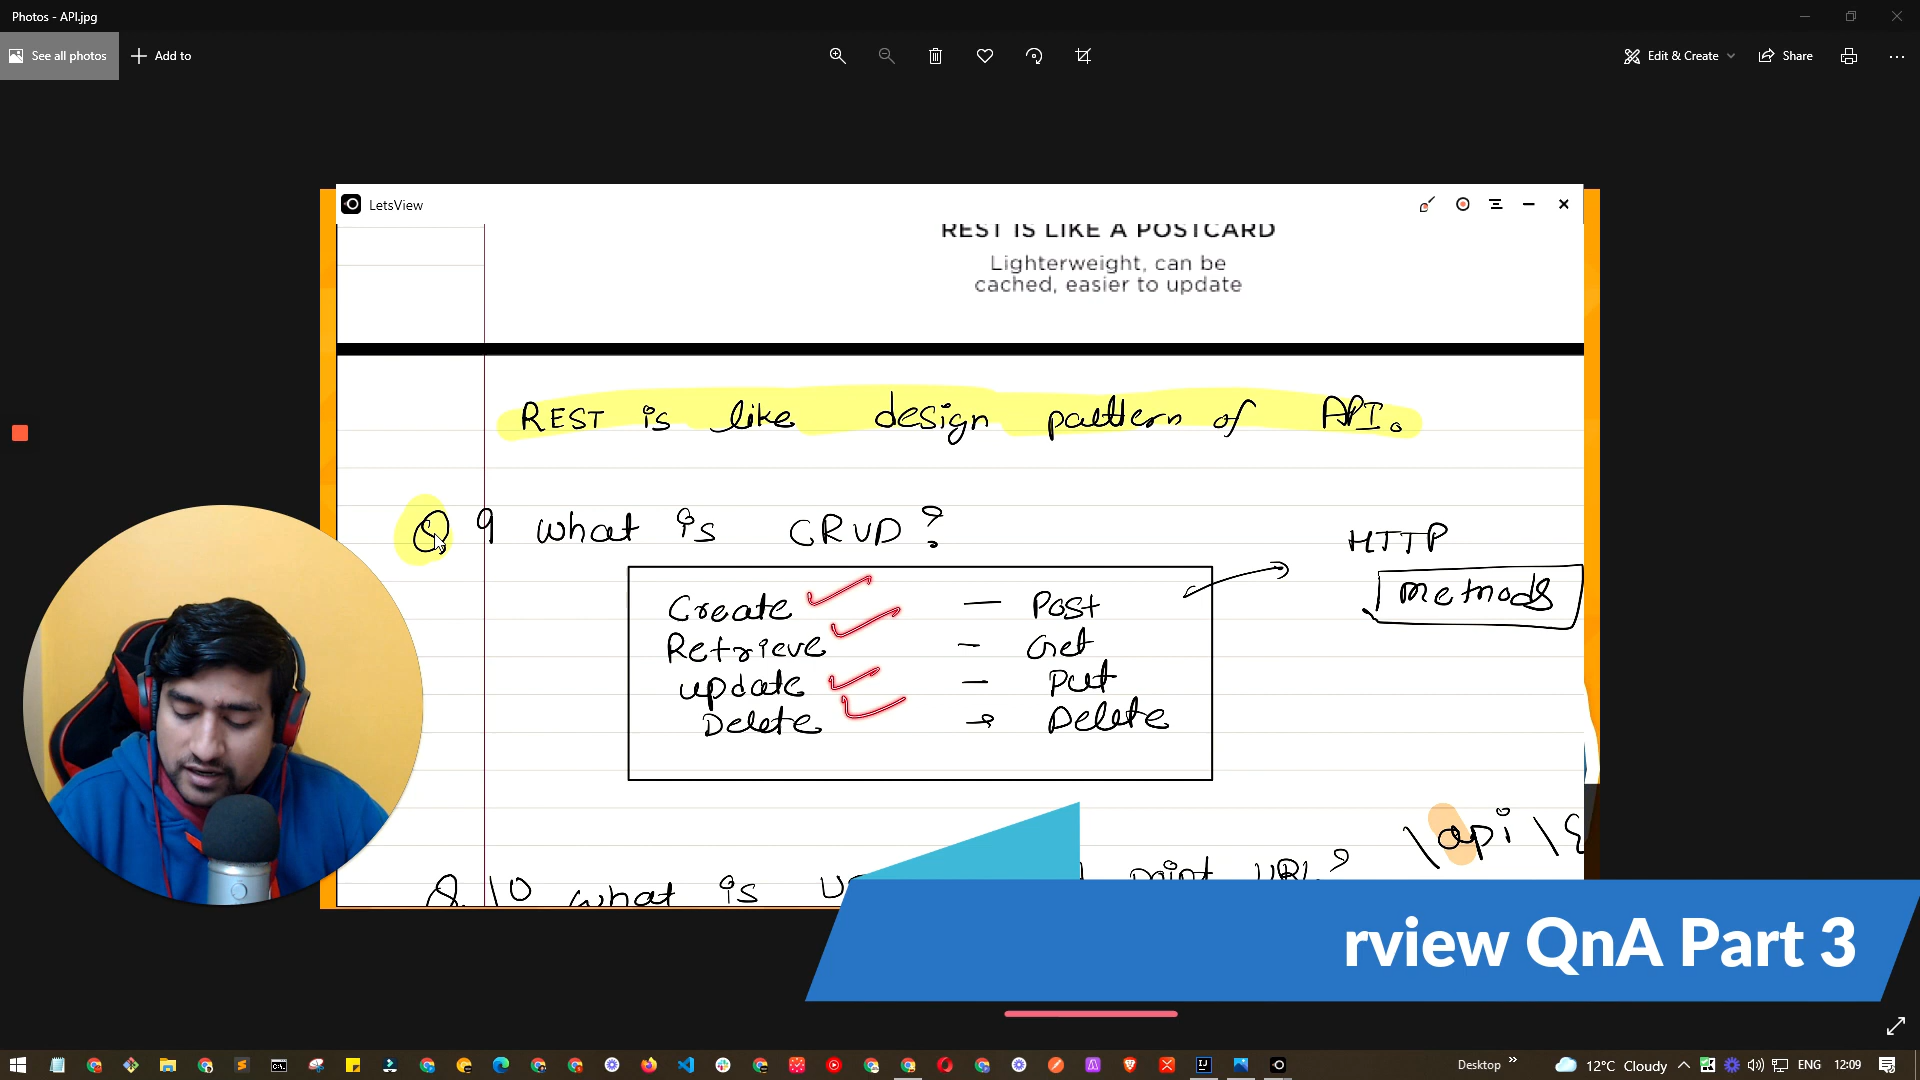 Photos - API.jpg
See all photos
Add to
Edit & Create
Share
LetsView
REST IS LIKE A POSTCARD
Lighterweight, can be
cached, easier to update
REST is like design pattern of API.
Q 9 what is CRUD?
HTTP
methods
Create — Post
Retrieve - Get
update — Put
Delete → Delete
\api\
Q. 10 what is point URL?
rview QnA Part 3
Desktop
12°C Cloudy
ENG
12:09